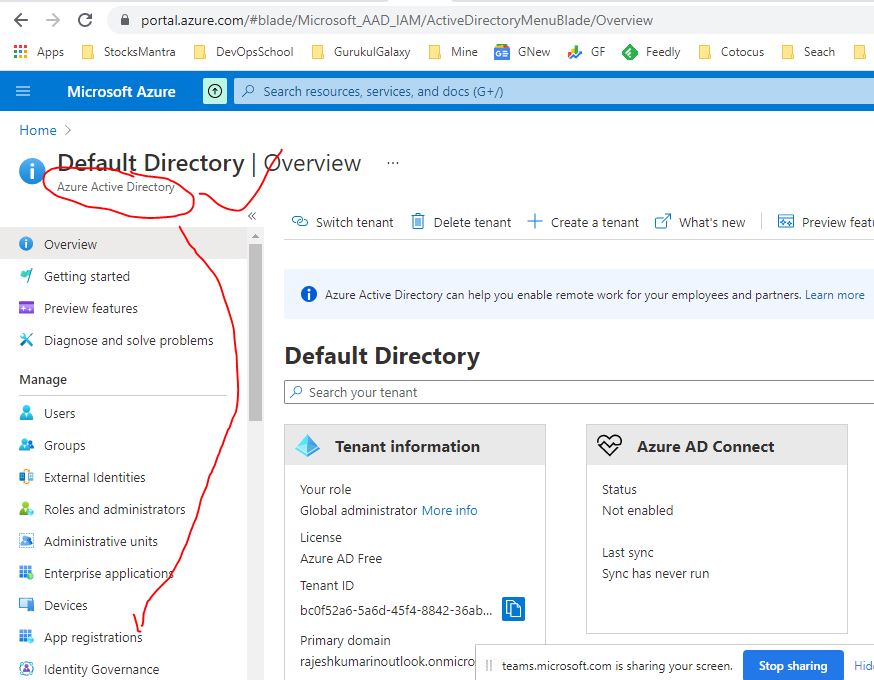 portal.azure.com/#blade/Microsoft_AAD_IAM/ActiveDirectoryMenuBlade/Overview
Apps StocksMantra DevOpsSchool GurukulGalaxy Mine GNew GF Feedly Cotocus Seach
Microsoft Azure Search resources, services, and docs (G+/)
Home
Default Directory | Overview ...
Azure Active Directory
Switch tenant Delete tenant Create a tenant What's new Preview feat
Overview
Getting started
Preview features
Diagnose and solve problems
Manage
Users
Groups
External Identities
Roles and administrators
Administrative units
Enterprise applications
Devices
App registrations
Identity Governance
Azure Active Directory can help you enable remote work for your employees and partners. Learn more
Default Directory
Search your tenant
Tenant information
Your role
Global administrator More info
License
Azure AD Free
Tenant ID
bc0f52a6-5a6d-45f4-8842-36ab...
Primary domain
rajeshkumarinoutlook.onmicro
Azure AD Connect
Status
Not enabled
Last sync
Sync has never run
teams.microsoft.com is sharing your screen. Stop sharing Hide